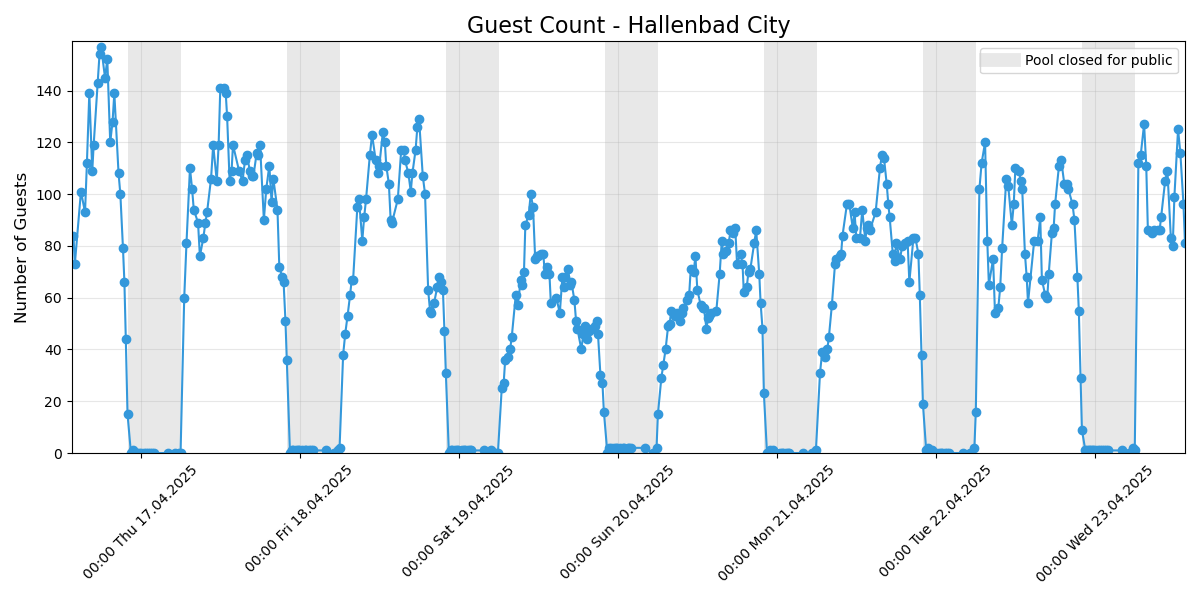 Guest Count - Hallenbad City
Pool closed for public
Number of Guests
140
120
100
80
60
40
20
0
00:00 Thu 17.04.2025
00:00 Fri 18.04.2025
00:00 Sat 19.04.2025
00:00 Sun 20.04.2025
00:00 Mon 21.04.2025
00:00 Tue 22.04.2025
00:00 Wed 23.04.2025